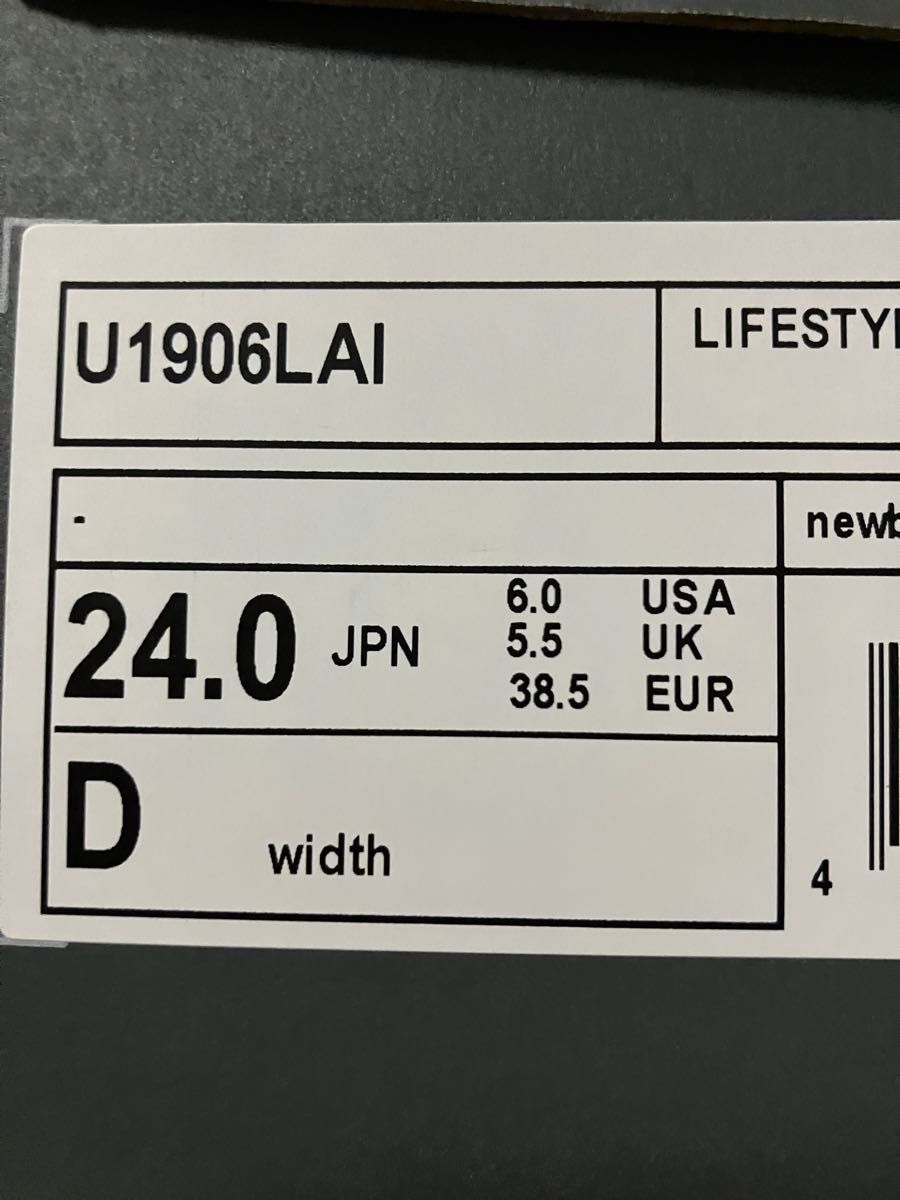 U1906LAI
LIFESTY
-
newb
24.0 JPN
6.0 USA
5.5 UK
38.5 EUR
D width
4